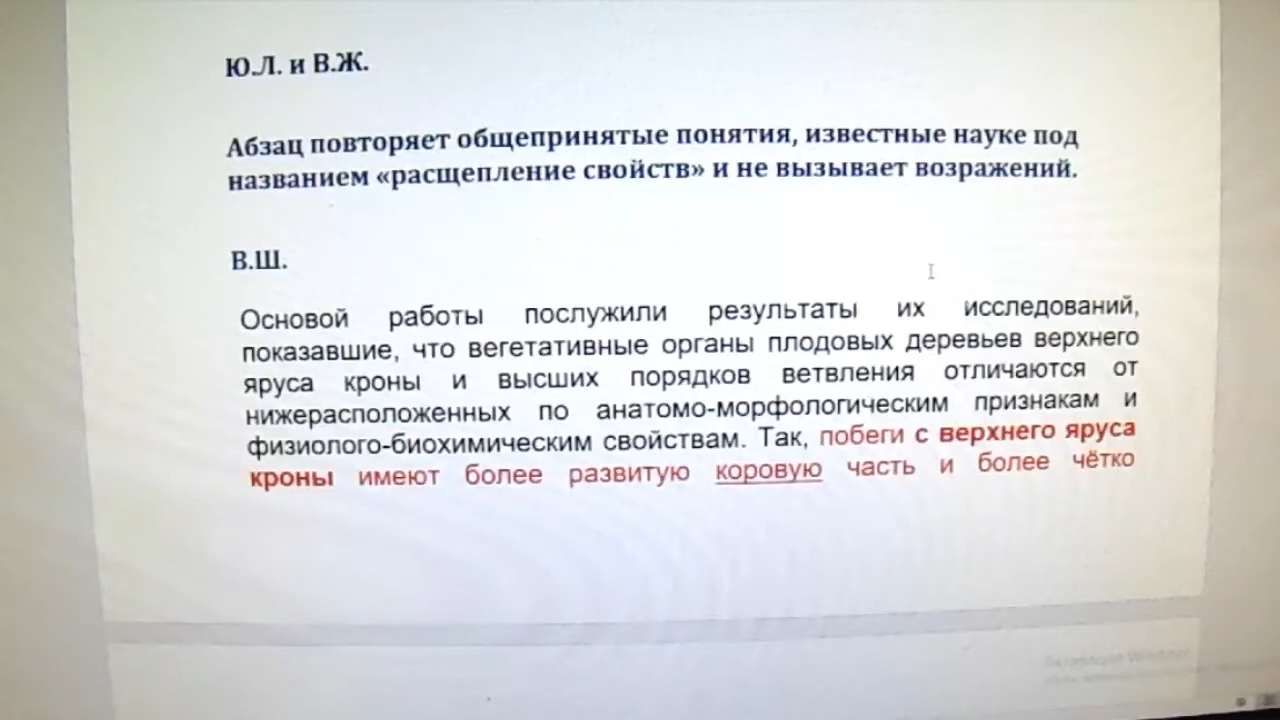 Ю.Л. и В.Ж.
Абзац повторяет общепринятые понятия, известные науке под
названием «расщепление свойств» и не вызывает возражений.
В.Ш.
Основой работы послужили результаты их исследований,
показавшие, что вегетативные органы плодовых деревьев верхнего
яруса кроны и высших порядков ветвления отличаются от
нижерасположенных по анатомо-морфологическим признакам и
физиолого-биохимическим свойствам. Так, побеги с верхнего яруса
кроны имеют более развитую коровую часть и более чётко